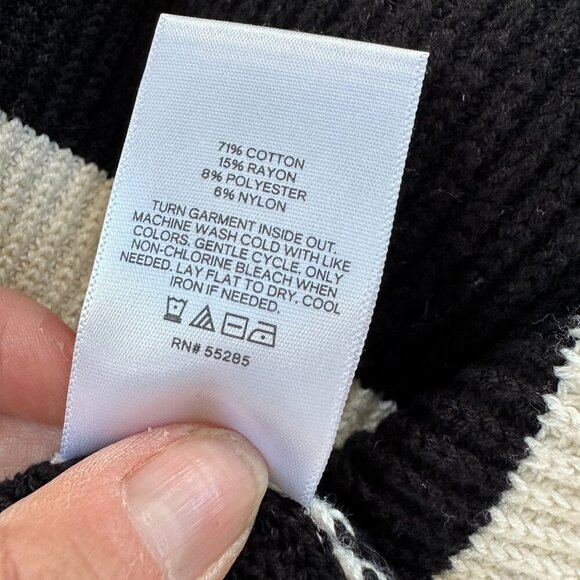 71% COTTON
15% RAYON
8% POLYESTER
6% NYLON
TURN GARMENT INSIDE OUT.
MACHINE WASH COLD WITH LIKE
COLORS. GENTLE CYCLE. ONLY
NON-CHLORINE BLEACH WHEN
NEEDED. LAY FLAT TO DRY. COOL
IRON IF NEEDED.
RN# 55285